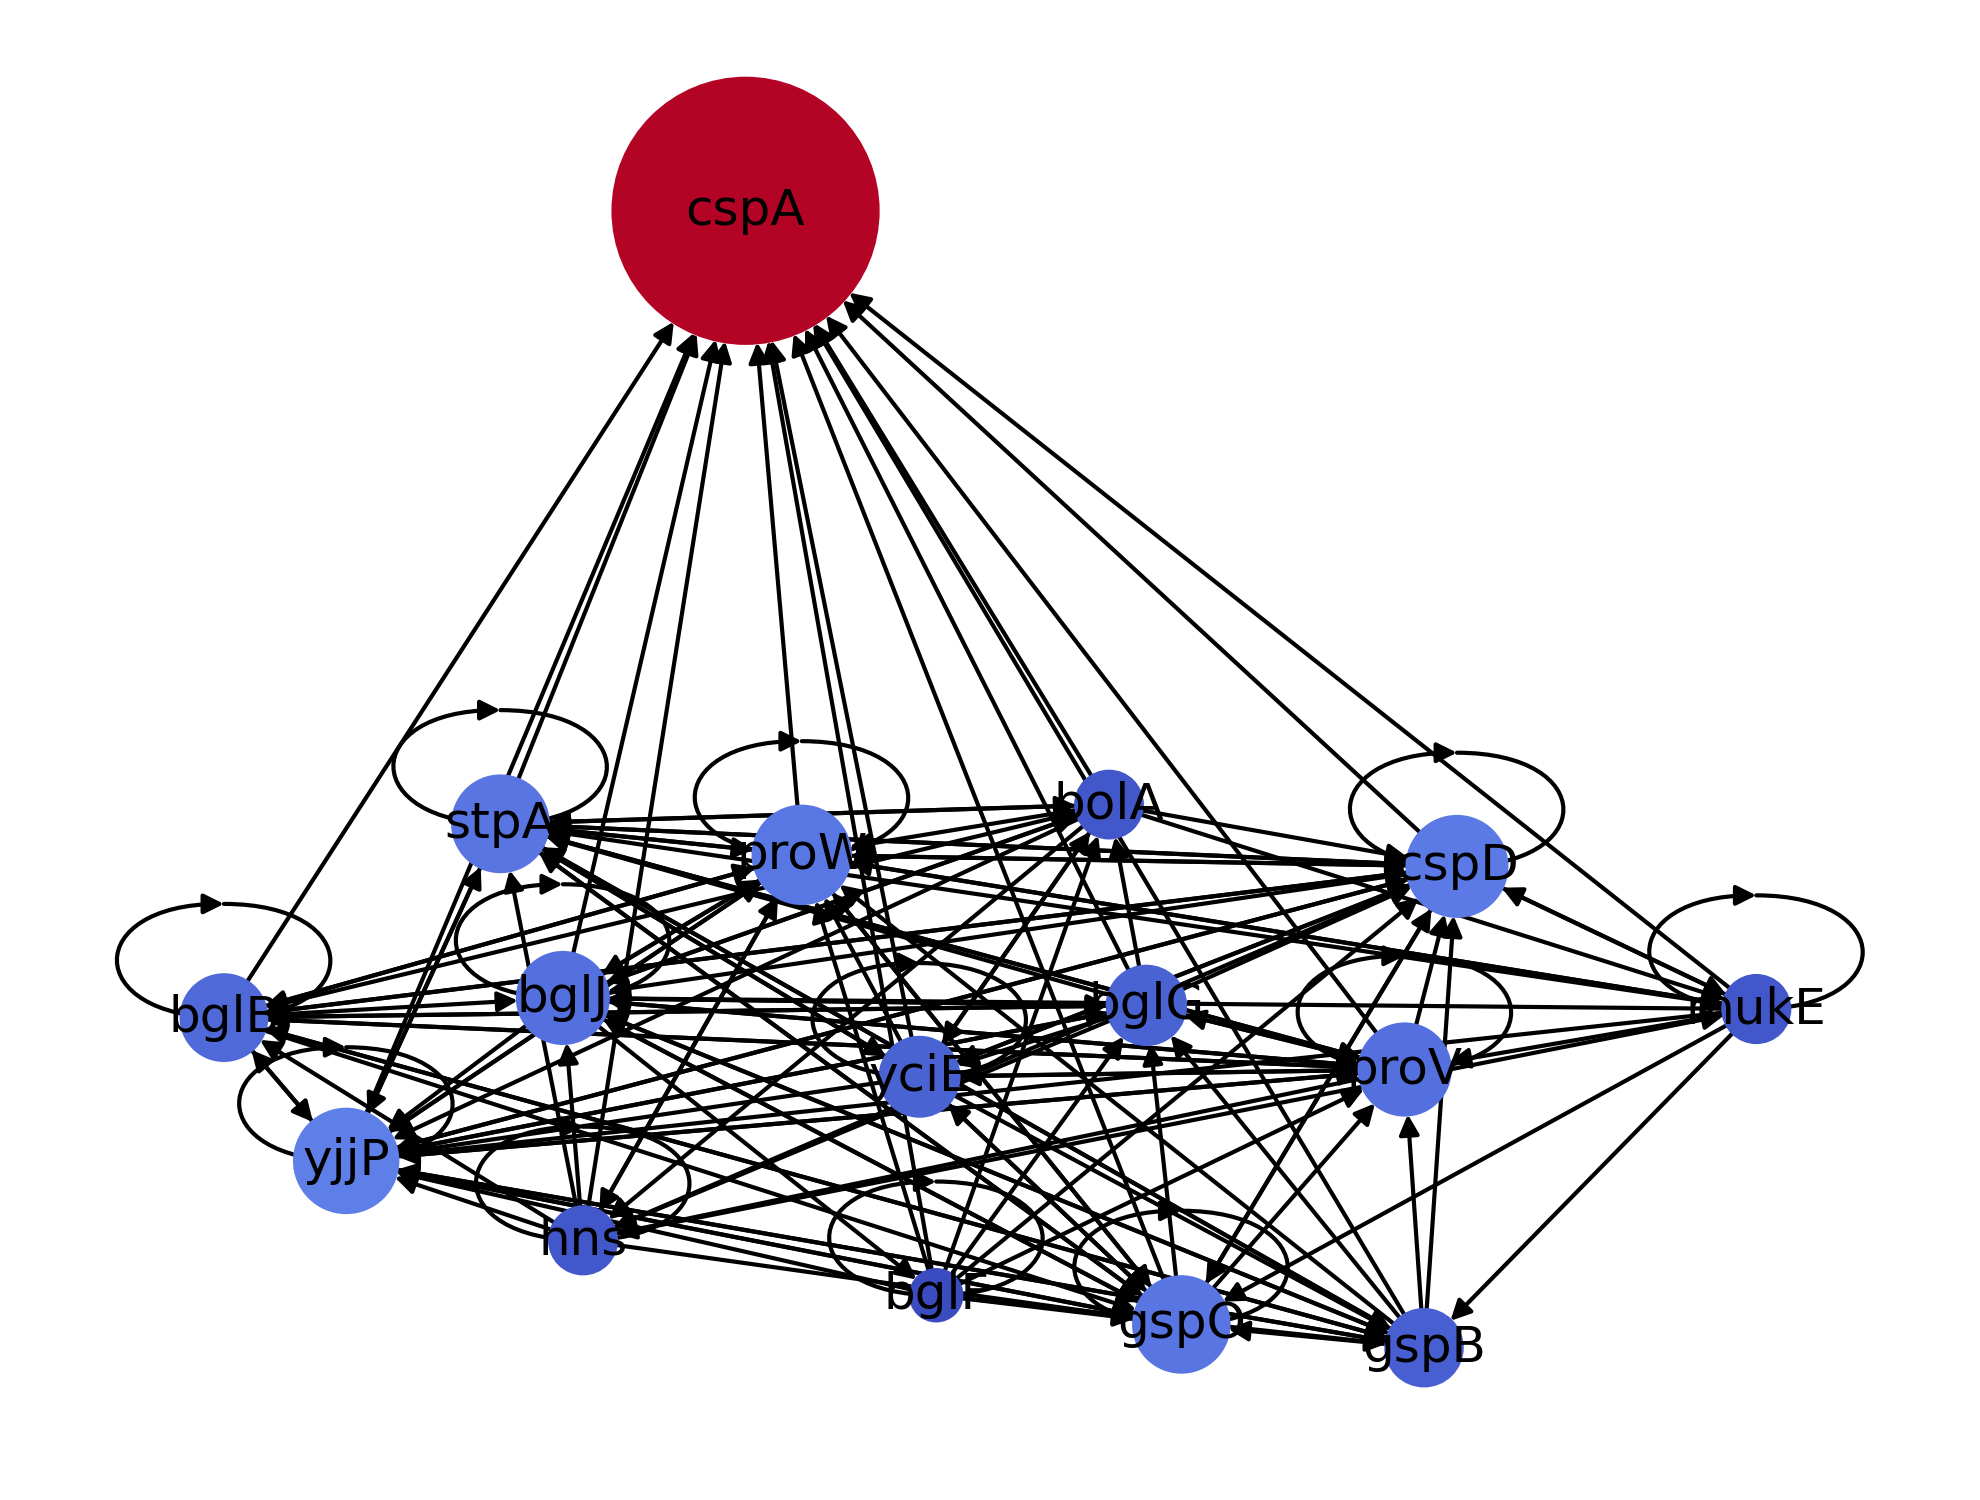 cspA
stpA
bolA
proW
cspD
bglB
bglJ
bglG
mukE
yciE
proV
yjjP
hns
bglF
gspC
gspB